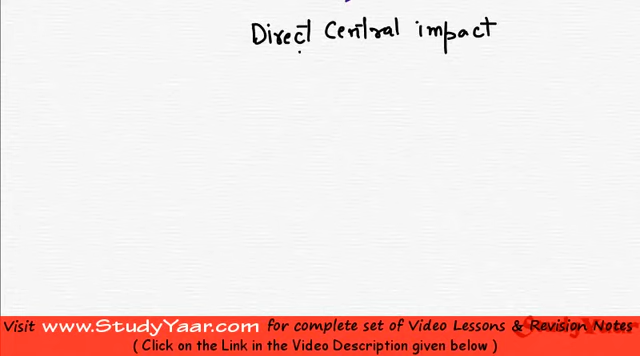 Direct Central impact
Visit www.StudyYaar.com for complete set of Video Lessons & Revision Notes
( Click on the Link in the Video Description given below )
StudyYaar